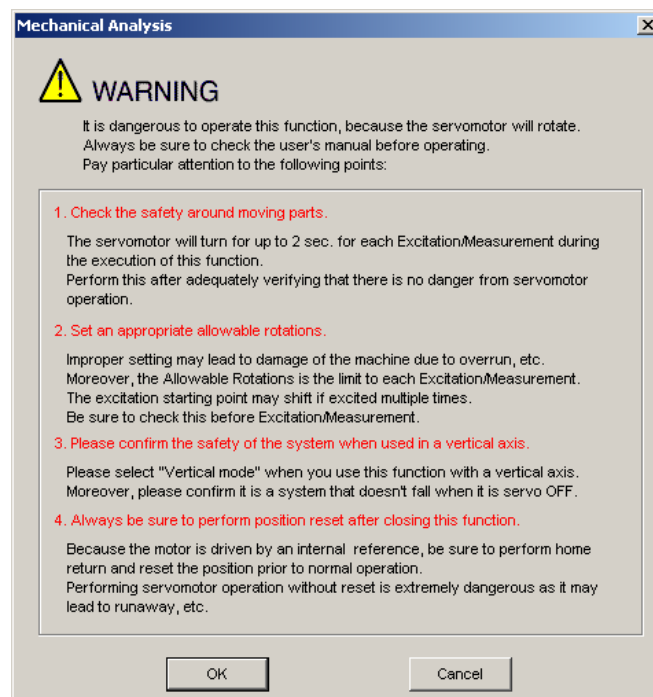 Mechanical Analysis
WARNING
It is dangerous to operate this function, because the servomotor will rotate.
Always be sure to check the user's manual before operating.
Pay particular attention to the following points:
1. Check the safety around moving parts.
The servomotor will turn for up to 2 sec. for each Excitation/Measurement during
the execution of this function.
Perform this after adequately verifying that there is no danger from servomotor
operation.
2. Set an appropriate allowable rotations.
Improper setting may lead to damage of the machine due to overrun, etc.
Moreover, the Allowable Rotations is the limit to each Excitation/Measurement.
The excitation starting point may shift if excited multiple times.
Be sure to check this before Excitation/Measurement.
3. Please confirm the safety of the system when used in a vertical axis.
Please select "Vertical mode" when you use this function with a vertical axis.
Moreover, please confirm it is a system that doesn't fall when it is servo OFF.
4. Always be sure to perform position reset after closing this function.
Because the motor is driven by an internal reference, be sure to perform home
return and reset the position prior to normal operation.
Performing servomotor operation without reset is extremely dangerous as it may
lead to runaway, etc.
OK
Cancel